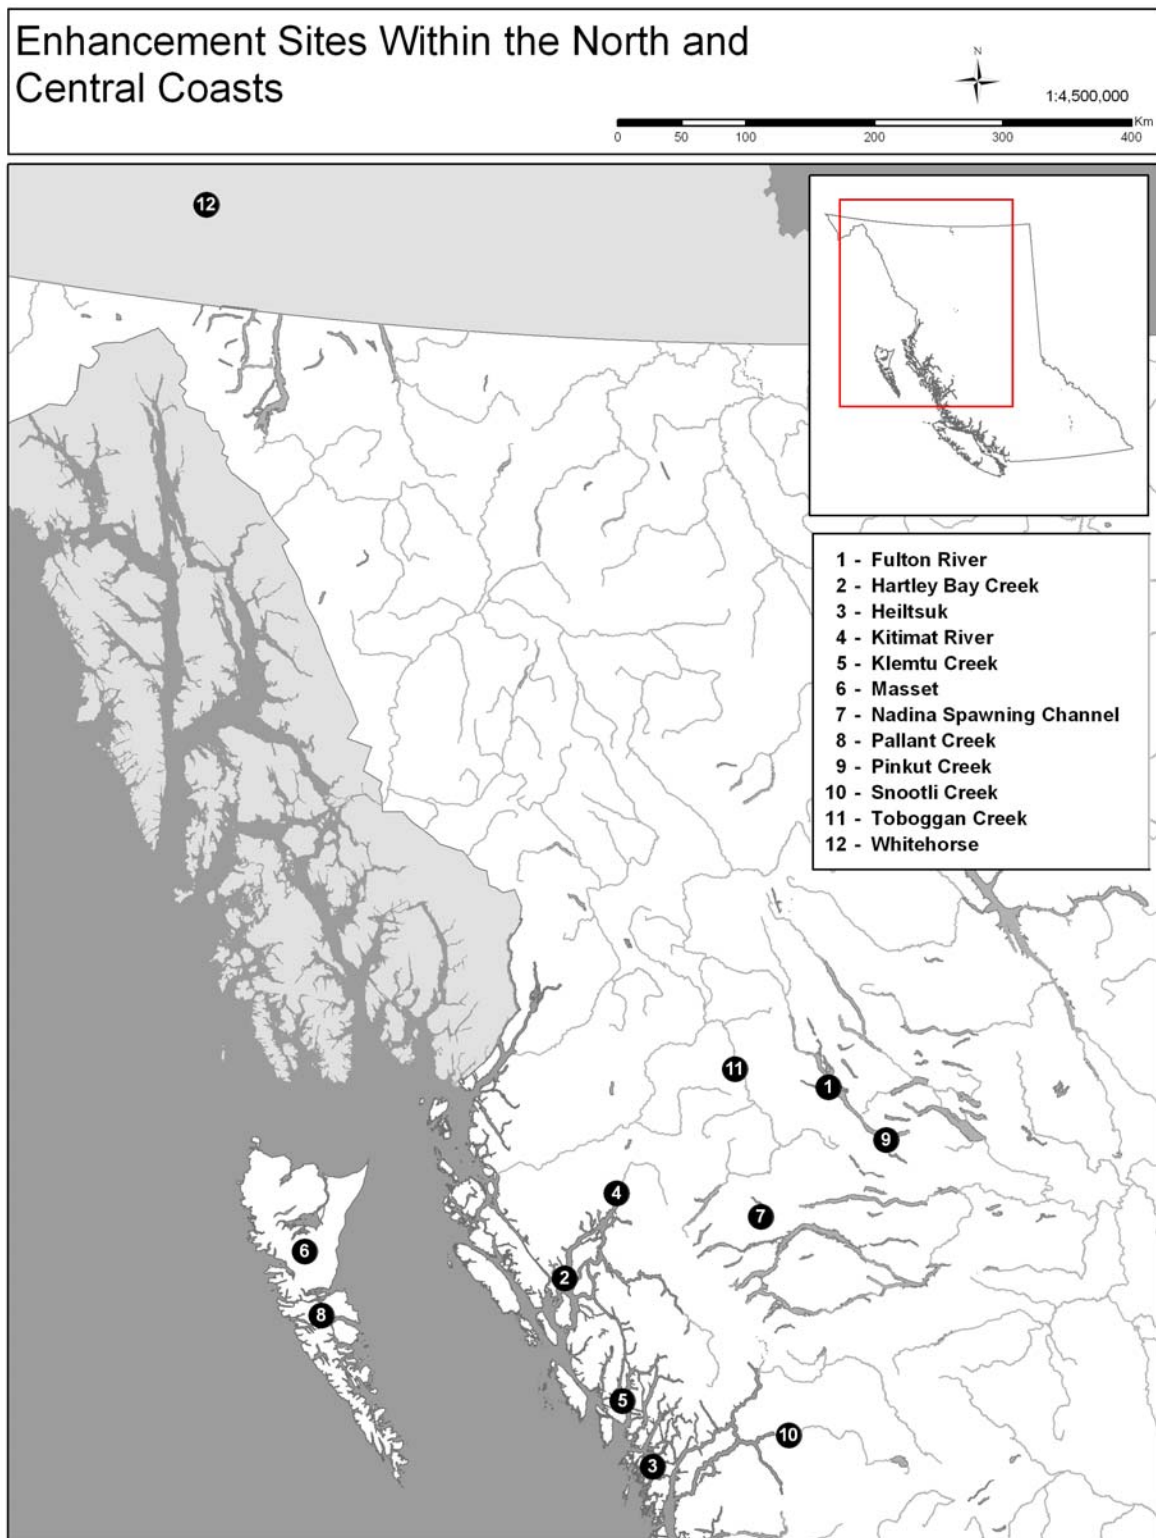 Enhancement Sites Within the North and
Central Coasts
N
1:4,500,000
Km
0 50 100 200 300 400
12
1 - Fulton River
2 - Hartley Bay Creek
3 - Heiltsuk
4 - Kitimat River
5 - Klemtu Creek
6 - Masset
7 - Nadina Spawning Channel
8 - Pallant Creek
9 - Pinkut Creek
10 - Snootli Creek
11 - Toboggan Creek
12 - Whitehorse
11
1
9
4
7
6
2
8
5
10
3